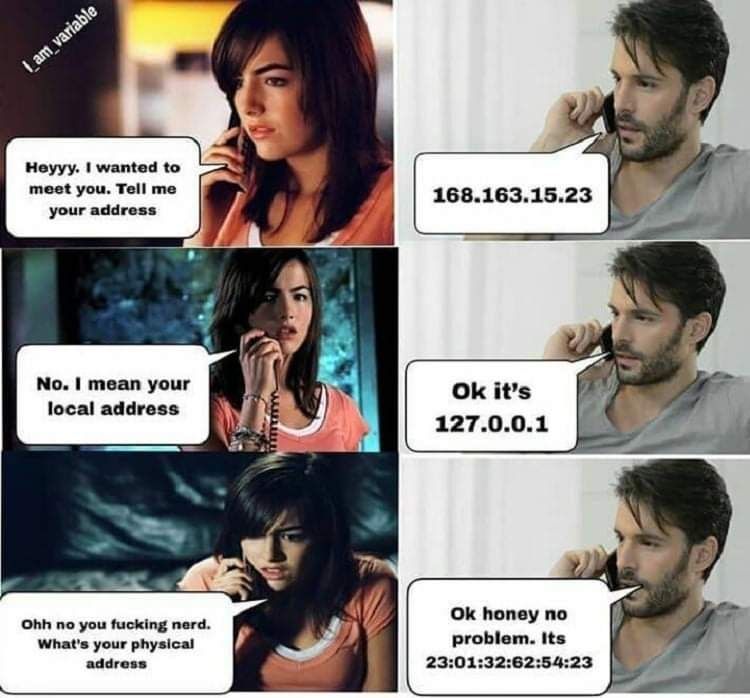 I_am_variable
Heyyy. I wanted to
meet you. Tell me
your address
168.163.15.23
No. I mean your
local address
Ok it's
127.0.0.1
Ohh no you fucking nerd.
What's your physical
address
Ok honey no
problem. Its
23:01:32:62:54:23